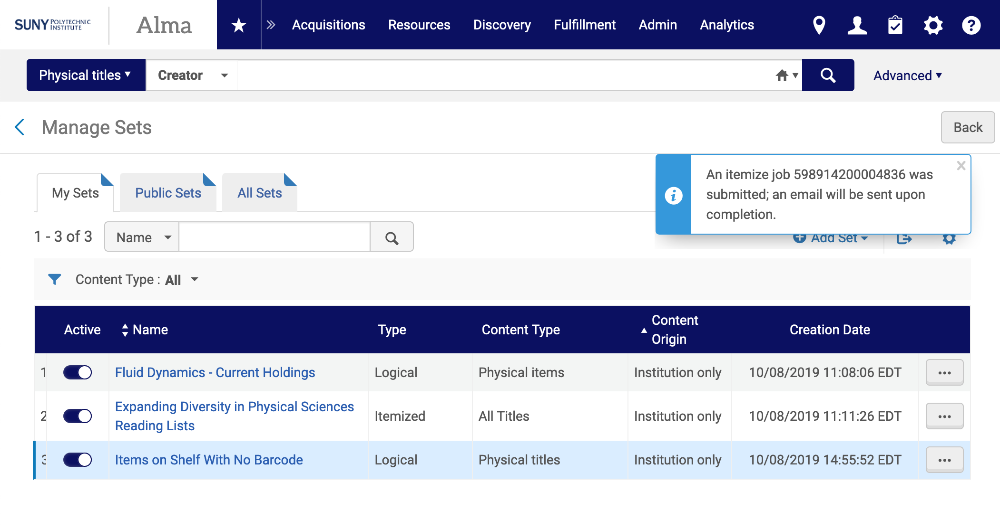 SUNY POLYTECHNIC INSTITUTE
Alma
Acquisitions Resources Discovery Fulfillment Admin Analytics
Physical titles Creator Advanced
Manage Sets Back
An itemize job 598914200004836 was
submitted; an email will be sent upon
completion.
My Sets Public Sets All Sets
1 - 3 of 3 Name Add Set
Content Type : All
Active Name Type Content Type Content Origin Creation Date
1 Fluid Dynamics - Current Holdings Logical Physical items Institution only 10/08/2019 11:08:06 EDT
2 Expanding Diversity in Physical Sciences
Reading Lists Itemized All Titles Institution only 10/08/2019 11:11:26 EDT
3 Items on Shelf With No Barcode Logical Physical titles Institution only 10/08/2019 14:55:52 EDT